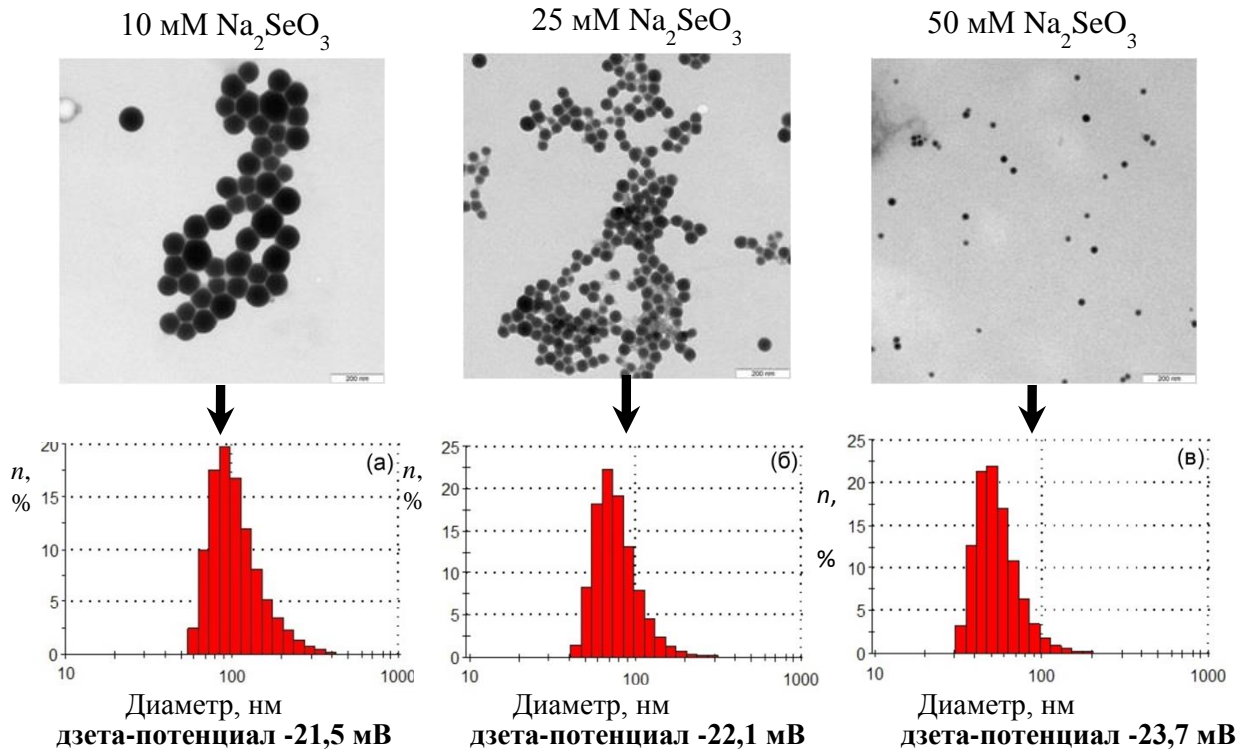 10 мМ Na₂SeO₃
25 мМ Na₂SeO₃
50 мМ Na₂SeO₃
200 nm
200 nm
200 nm
n, %
20
15
10
5
0
(а)
10
100
1000
Диаметр, нм
дзета-потенциал -21,5 мВ
n, %
25
20
15
10
5
0
(б)
10
100
1000
Диаметр, нм
дзета-потенциал -22,1 мВ
n, %
25
20
15
10
5
0
(в)
10
100
1000
Диаметр, нм
дзета-потенциал -23,7 мВ